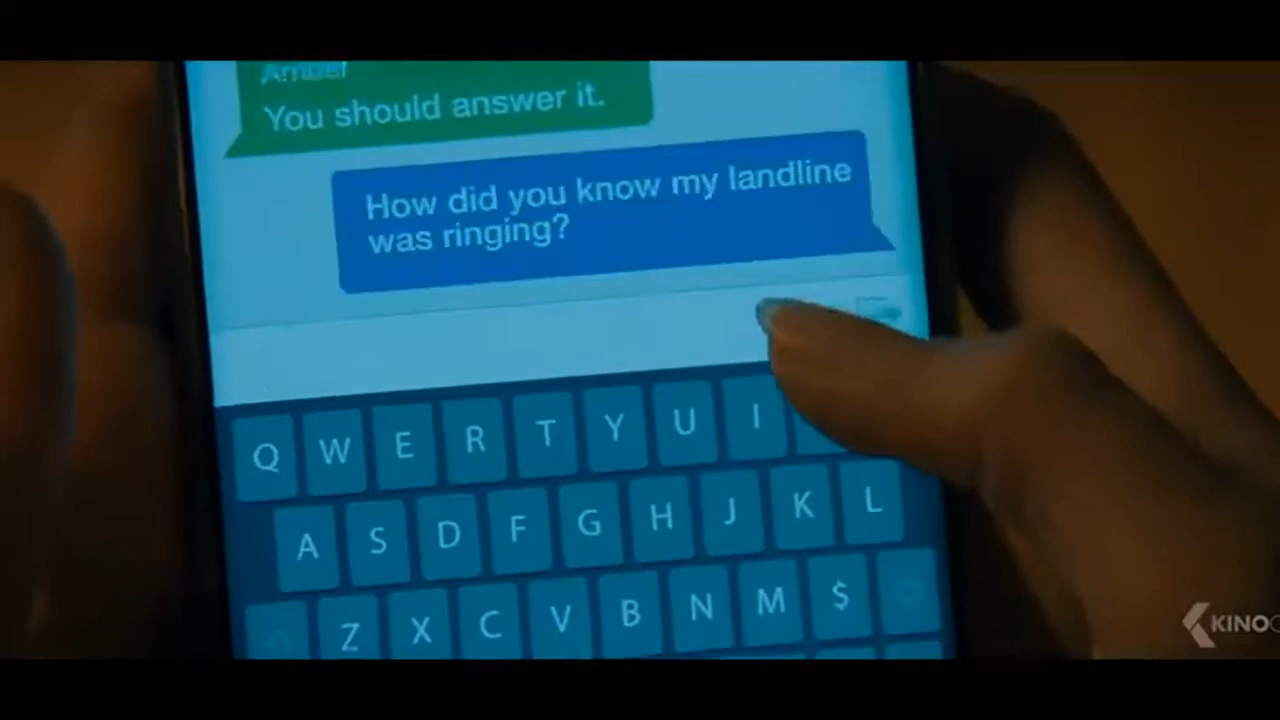 Amber
You should answer it.
How did you know my landline
was ringing?
Q W E R T Y U I
A S D F G H J K L
Z X C V B N M $
KINO